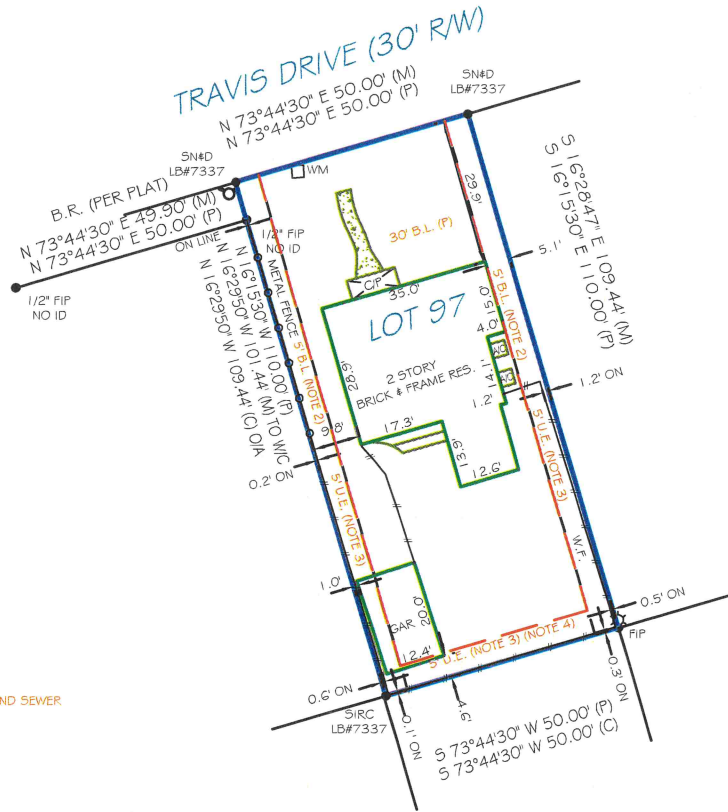 TRAVIS DRIVE (30' R/W)
N 73°44'30" E 50.00' (M)
N 73°44'30" E 50.00' (P)
SN&D
LB#7337
SN&D
LB#7337
WM
B.R. (PER PLAT)
N 73°44'30" E 49.90' (M)
N 73°44'30" E 50.00' (P)
ON LINE
1/2" FIP
NO ID
1/2" FIP
NO ID
S 16°28'47" E 109.44' (M)
S 16°15'30" E 110.00' (P)
29.9'
30' B.L. (P)
5.1'
C/P
35.0'
LOT 97
METAL FENCE
5' B.L. (NOTE 2)
N 16°15'30" W 110.00' (P)
N 16°29'50" W 101.44' (M) TO W/C
N 16°29'50" W 109.44' (C) O/A
5' B.L. (NOTE 2)
15.0'
4.0'
28.9'
2 STORY
BRICK & FRAME RES.
14.1'
1.2'
1.2' ON
9.8'
17.3'
13.9'
12.6'
0.2' ON
5' U.E. (NOTE 3)
5' U.E. (NOTE 3)
W.F.
1.0'
GAR
20.0'
12.4'
5' U.E. (NOTE 3) (NOTE 4)
0.5' ON
FIP
0.3' ON
0.6' ON
SIRC
LB#7337
0.1' ON
4.6'
S 73°44'30" W 50.00' (P)
S 73°44'30" W 50.00' (C)
ND SEWER